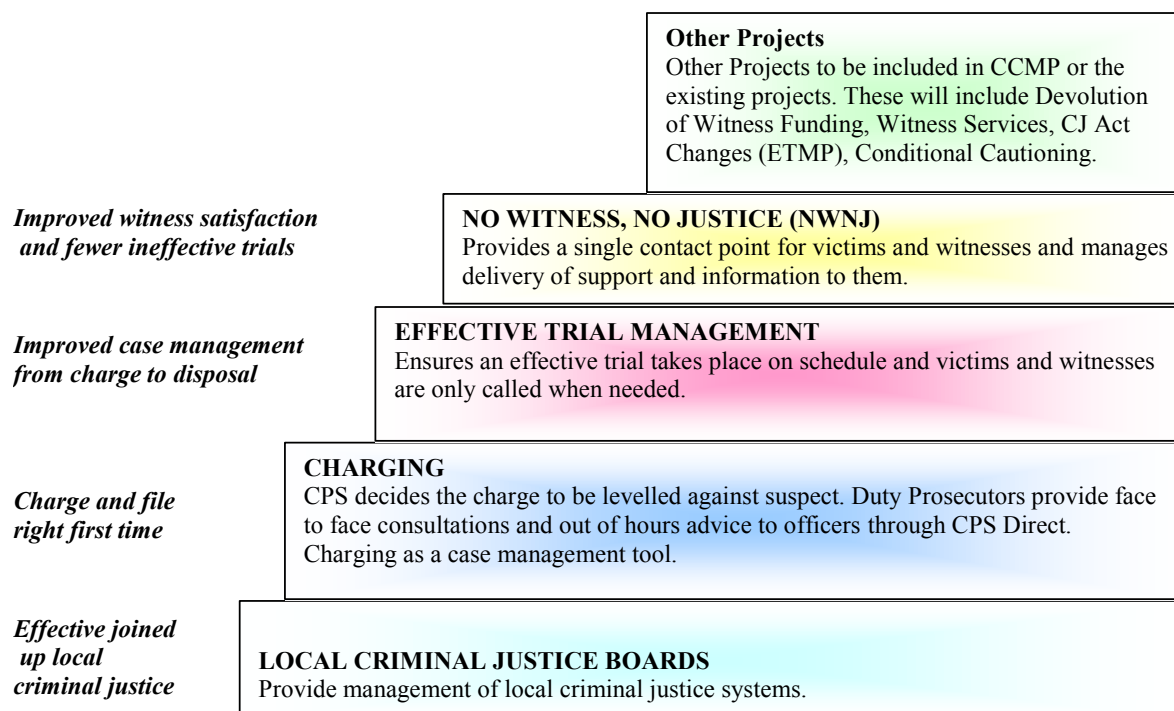 Other Projects
Other Projects to be included in CCMP or the
existing projects. These will include Devolution
of Witness Funding, Witness Services, CJ Act
Changes (ETMP), Conditional Cautioning.
Improved witness satisfaction
and fewer ineffective trials
NO WITNESS, NO JUSTICE (NWNJ)
Provides a single contact point for victims and witnesses and manages
delivery of support and information to them.
Improved case management
from charge to disposal
EFFECTIVE TRIAL MANAGEMENT
Ensures an effective trial takes place on schedule and victims and witnesses
are only called when needed.
Charge and file
right first time
CHARGING
CPS decides the charge to be levelled against suspect. Duty Prosecutors provide face
to face consultations and out of hours advice to officers through CPS Direct.
Charging as a case management tool.
Effective joined
up local
criminal justice
LOCAL CRIMINAL JUSTICE BOARDS
Provide management of local criminal justice systems.